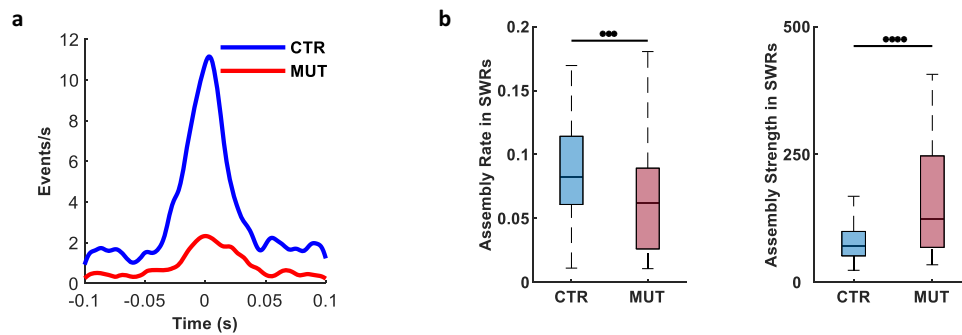 a
12
10
8
6
4
2
0
Events/s
CTR
MUT
-0.1
-0.05
0
0.05
0.1
Time (s)
b
0.2
0.15
0.1
0.05
0
Assembly Rate in SWRs
CTR
MUT
500
250
0
Assembly Strength in SWRs
CTR
MUT